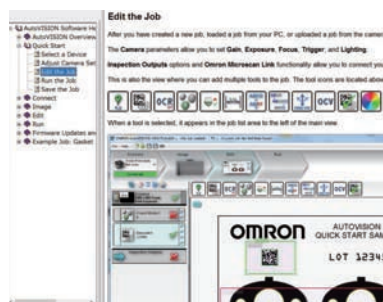 AutoVISION Software He
AutoVISION Overview
Quick Start
Select a Device
Adjust Camera Set
Edit the Job
Run the Job
Save the Job
Connect
Image
Edit
Run
Firmware Updates an
Example Job: Gasket
Edit the Job
After you have created a new job, loaded a job from your PC, or uploaded a job from the camera
The Camera parameters allow you to set Gain, Exposure, Focus, Trigger, and Lighting.
Inspection Outputs options and Omron Microscan Link functionality allow you to connect you
This is also the view where you can add multiple tools to the job. The tool icons are located abov
OCR
OCV
When a tool is selected, it appears in the job list area to the left of the main view.
OMRON
AUTOVISION
QUICK START SAM
LOT 1234